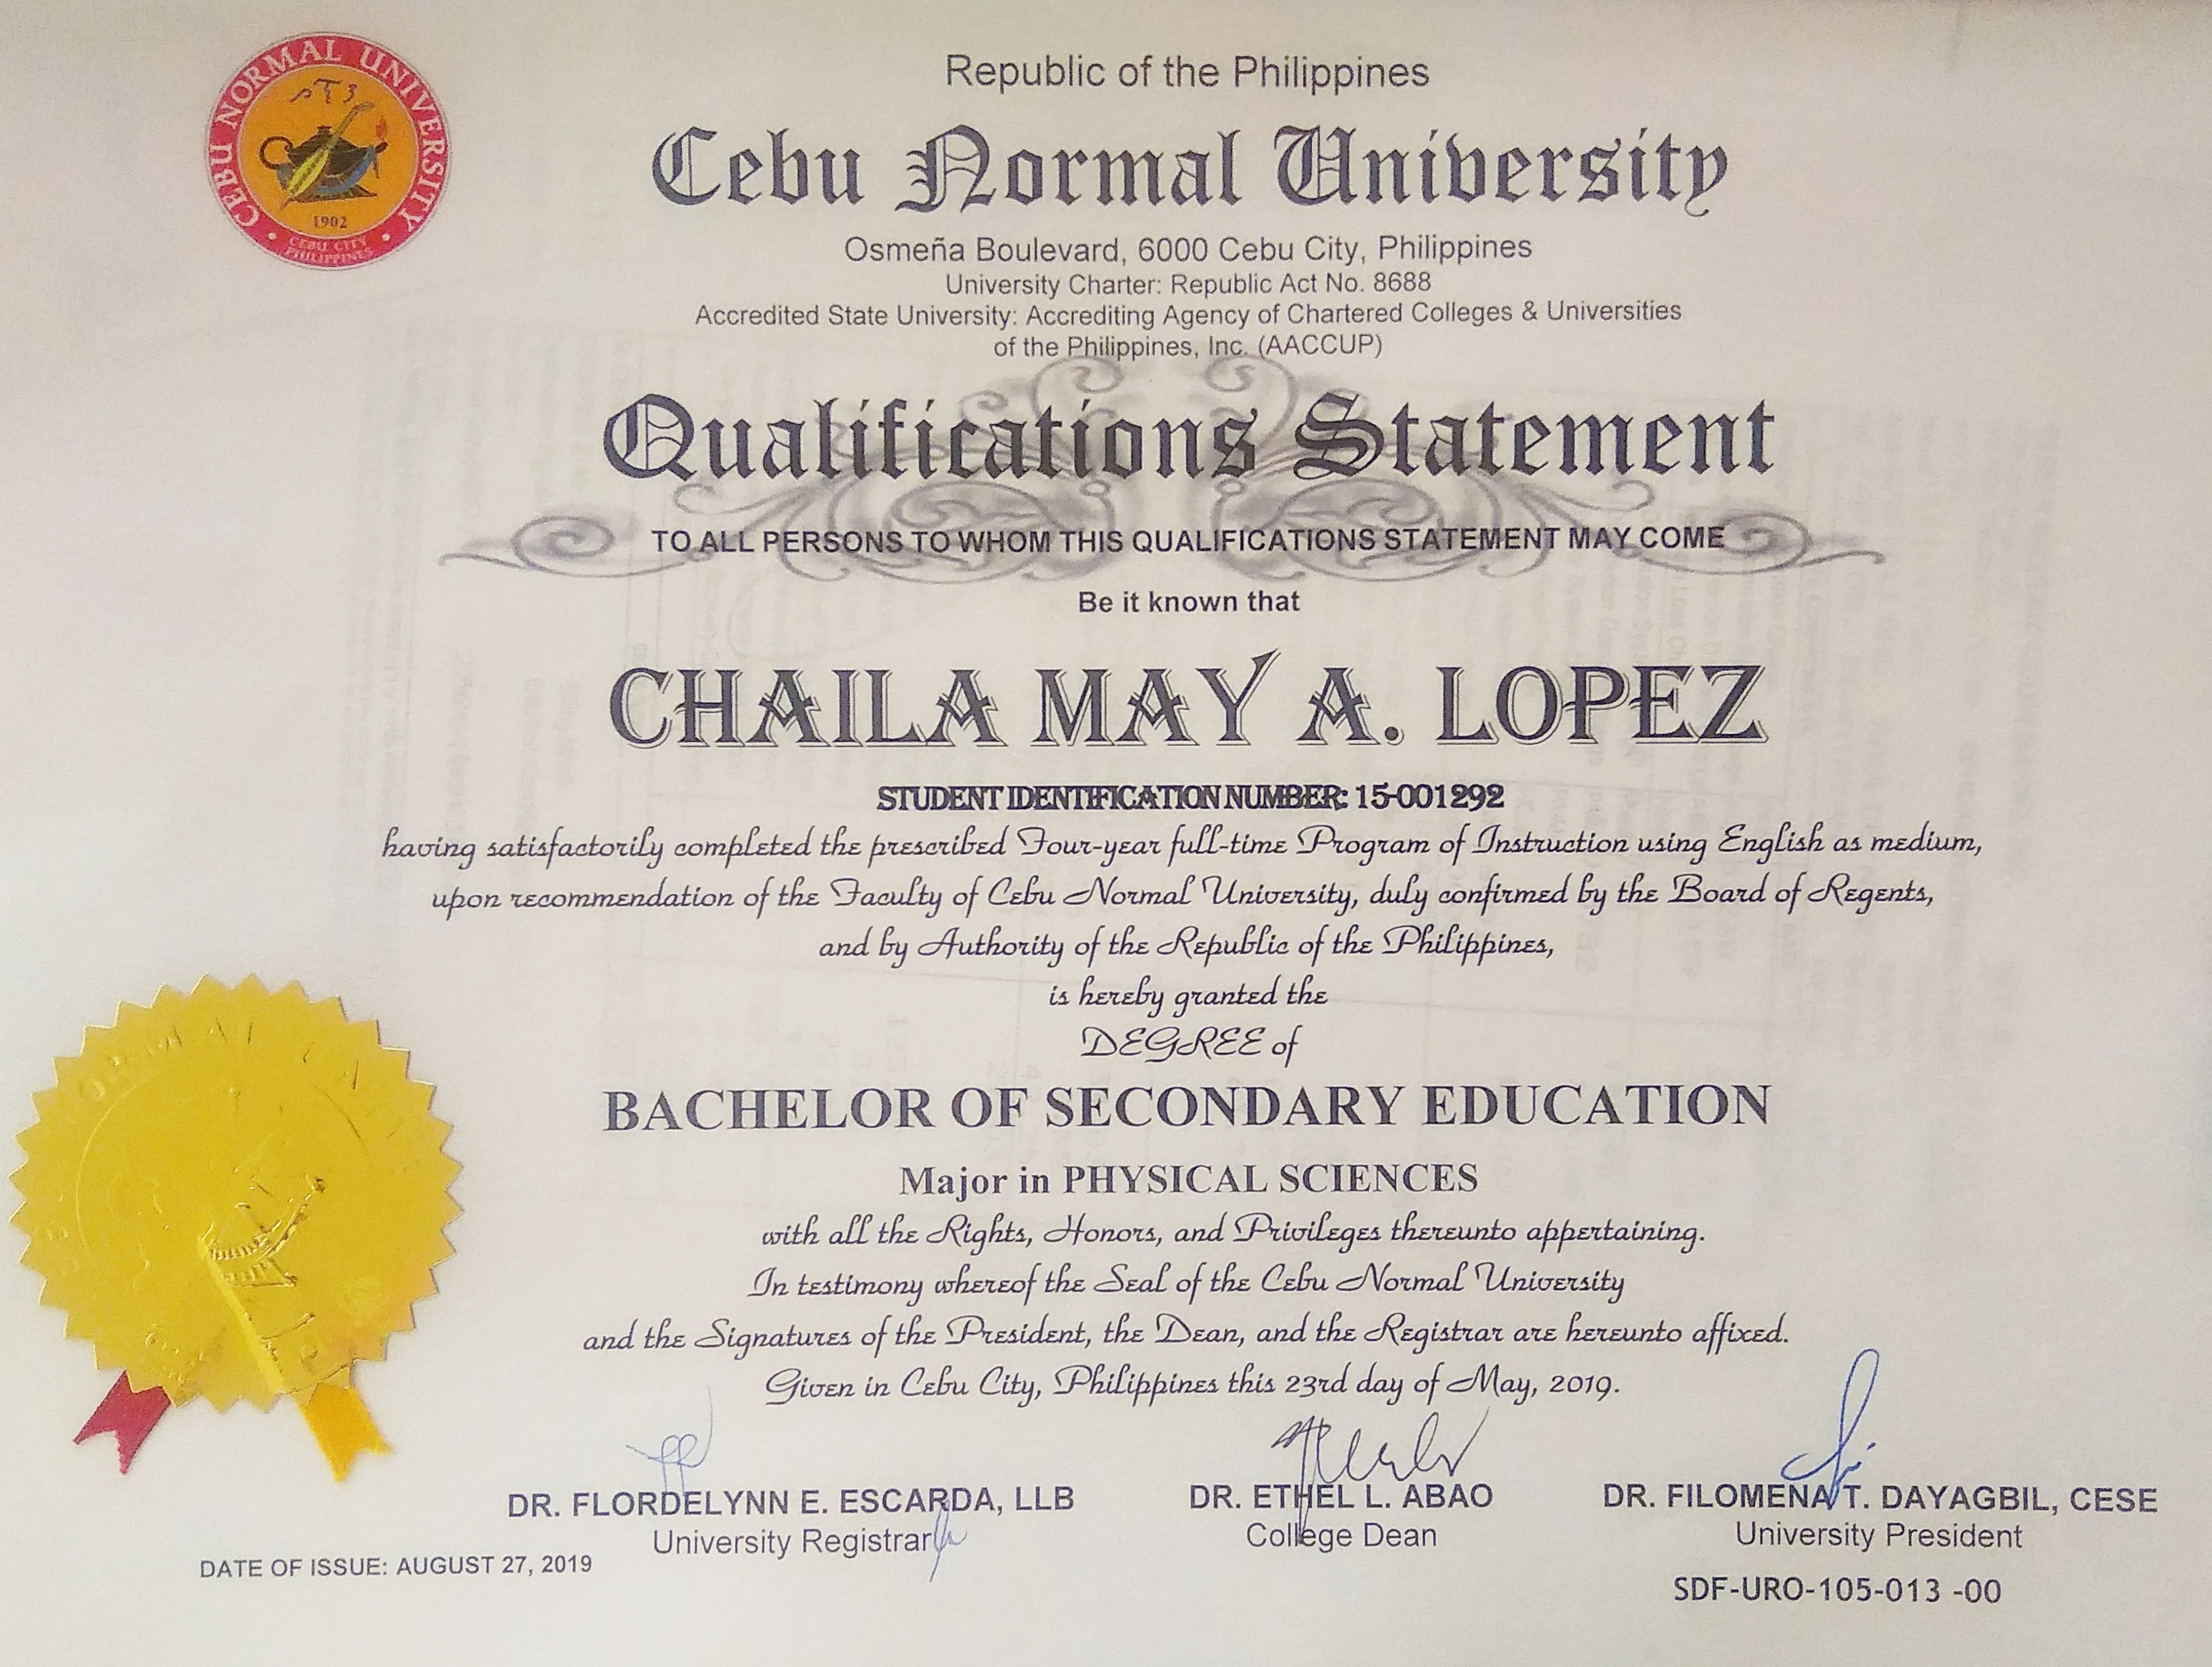 CEBU NORMAL UNIVERSITY
1902
CEBU CITY
PHILIPPINES
Republic of the Philippines
Cebu Normal University
Osmeña Boulevard, 6000 Cebu City, Philippines
University Charter: Republic Act No. 8688
Accredited State University: Accrediting Agency of Chartered Colleges & Universities
of the Philippines, Inc. (AACCUP)
Qualifications Statement
TO ALL PERSONS TO WHOM THIS QUALIFICATIONS STATEMENT MAY COME
Be it known that
CHAILA MAY A. LOPEZ
STUDENT IDENTIFICATION NUMBER: 15-001292
having satisfactorily completed the prescribed Four-year full-time Program of Instruction using English as medium,
upon recommendation of the Faculty of Cebu Normal University, duly confirmed by the Board of Regents,
and by Authority of the Republic of the Philippines,
is hereby granted the
DEGREE of
BACHELOR OF SECONDARY EDUCATION
Major in PHYSICAL SCIENCES
with all the Rights, Honors, and Privileges thereunto appertaining.
In testimony whereof the Seal of the Cebu Normal University
and the Signatures of the President, the Dean, and the Registrar are hereunto affixed.
Given in Cebu City, Philippines this 23rd day of May, 2019.
DR. FLORDELYNN E. ESCARDA, LLB
University Registrar
DR. ETHEL L. ABAO
College Dean
DR. FILOMENA T. DAYAGBIL, CESE
University President
DATE OF ISSUE: AUGUST 27, 2019
SDF-URO-105-013 -00